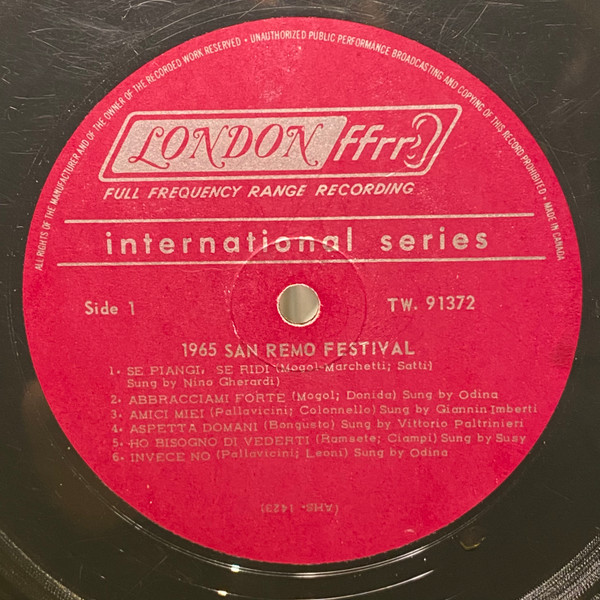 ALL RIGHTS OF THE MANUFACTURER AND OF THE OWNER OF THE RECORDED WORK RESERVED • UNAUTHORIZED PUBLIC PERFORMANCE BROADCASTING AND COPYING OF THIS RECORD PROHIBITED • MADE IN CANADA
LONDON ffrr
FULL FREQUENCY RANGE RECORDING
international series
Side 1 TW. 91372
1965 SAN REMO FESTIVAL
1. SE PIANGI, SE RIDI (Mogol-Marchetti; Satti)
Sung by Nino Gherardi)
2. ABBRACCIAMI FORTE (Mogol; Donida) Sung by Odina
3. AMICI MIEI (Pallavicini; Colonnello) Sung by Giannin Imberti
4. ASPETTA DOMANI (Bongusto) Sung by Vittorio Paltrinieri
5. HO BISOGNO DI VEDERTI (Ramsete; Ciampi) Sung by Susy
6. INVECE NO (Pallavicini; Leoni) Sung by Odina
(AHS. 1423)